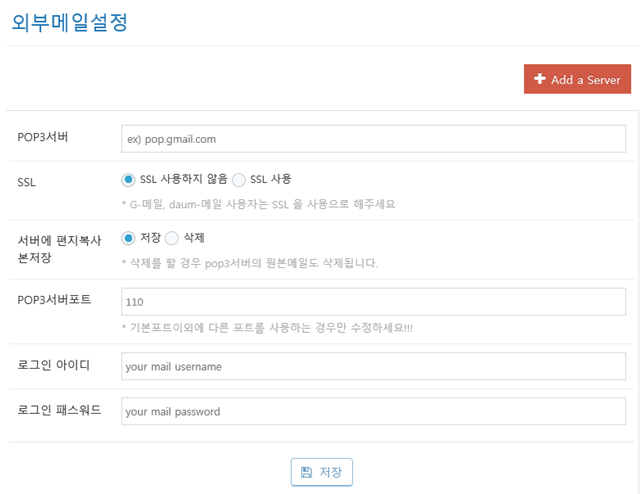 외부메일설정
Add a Server
POP3서버
ex) pop.gmail.com
SSL
SSL 사용하지 않음 SSL 사용
* G-메일, daum-메일 사용자는 SSL 을 사용으로 해주세요
서버에 편지복사
본저장
저장 삭제
* 삭제를 할 경우 pop3서버의 원본메일도 삭제됩니다.
POP3서버포트
110
* 기본포트이외에 다른 포트를 사용하는 경우만 수정하세요!!!
로그인 아이디
your mail username
로그인 패스워드
your mail password
저장